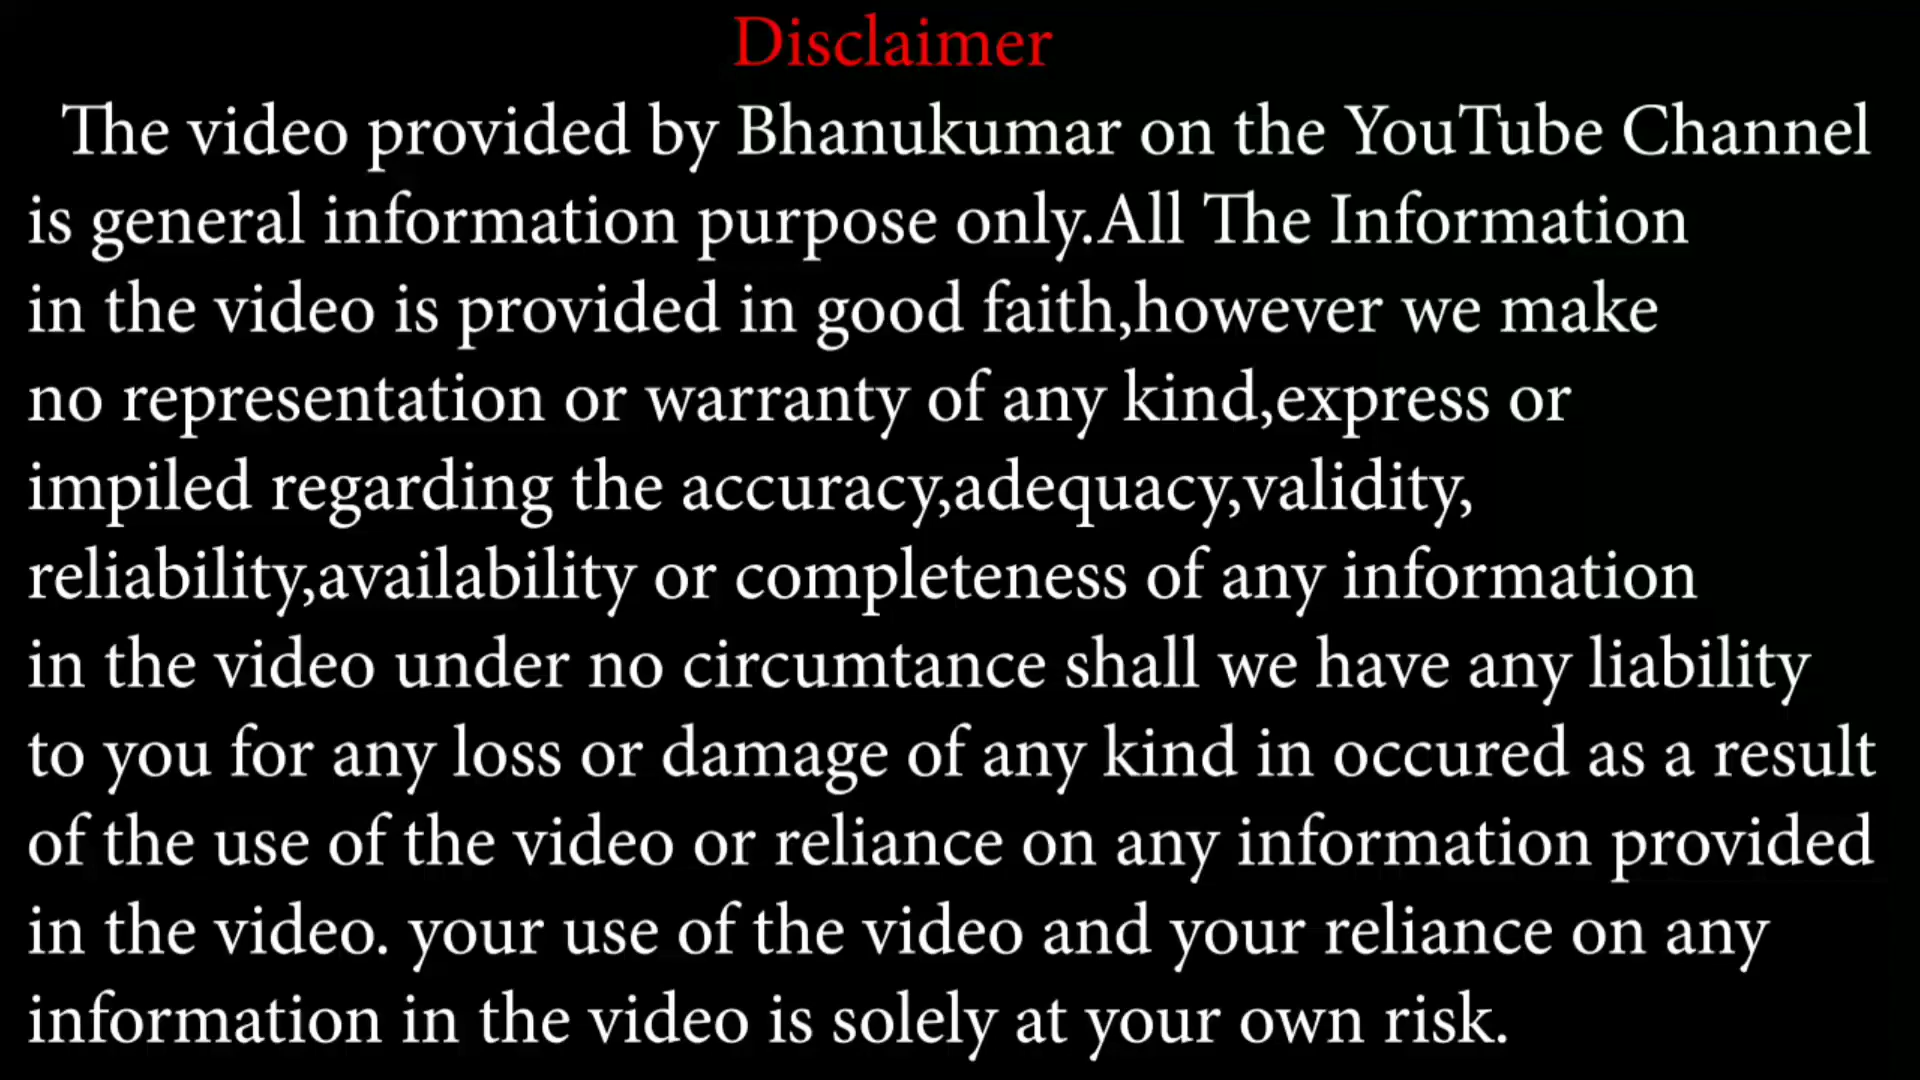 Disclaimer
The video provided by Bhanukumar on the YouTube Channel
is general information purpose only.All The Information
in the video is provided in good faith,however we make
no representation or warranty of any kind,express or
impiled regarding the accuracy,adequacy,validity,
reliability,availability or completeness of any information
in the video under no circumtance shall we have any liability
to you for any loss or damage of any kind in occured as a result
of the use of the video or reliance on any information provided
in the video. your use of the video and your reliance on any
information in the video is solely at your own risk.